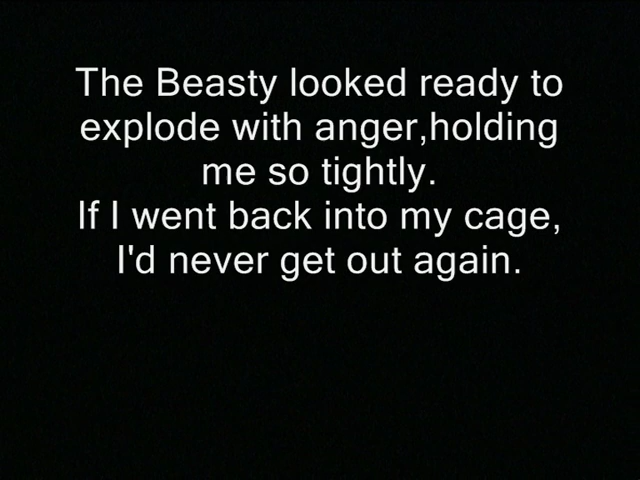 The Beasty looked ready to
explode with anger,holding
me so tightly.
If I went back into my cage,
I'd never get out again.